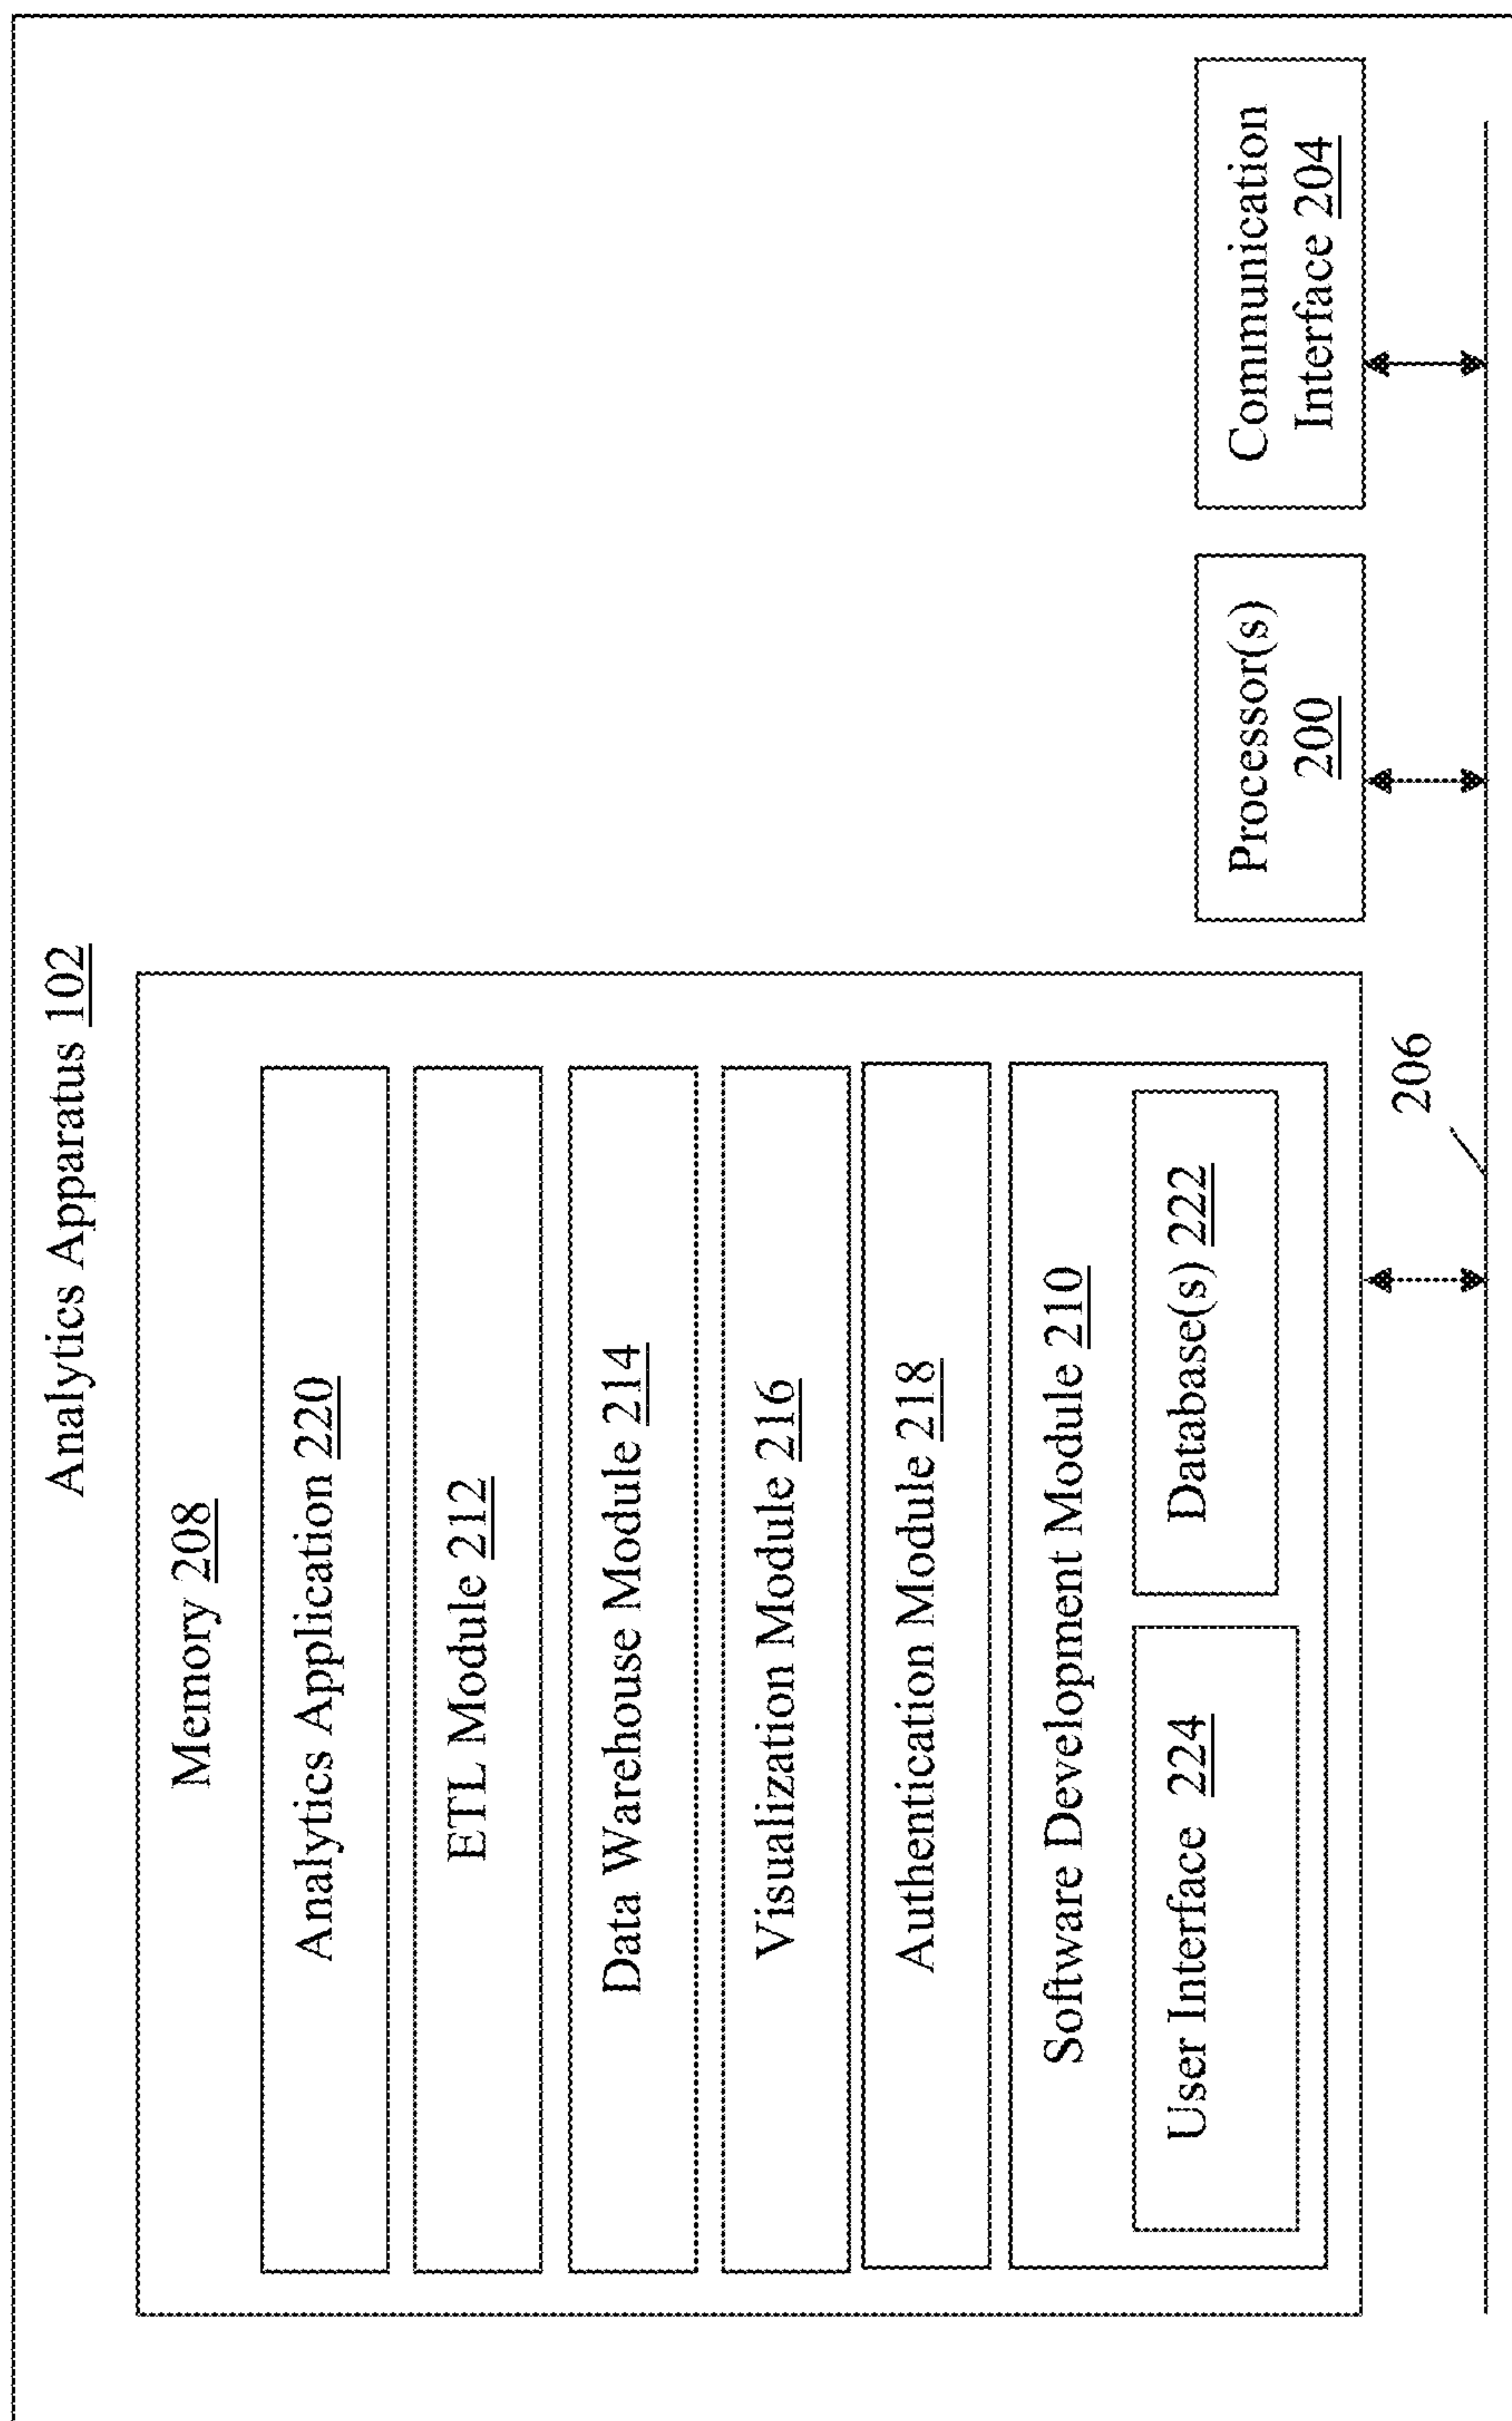 Analytics Apparatus 102
Memory 208
Analytics Application 220
ETL Module 212
Data Warehouse Module 214
Visualization Module 216
Authentication Module 218
Software Development Module 210
User Interface 224
Database(s) 222
Processor(s)
200
Communication
Interface 204
206